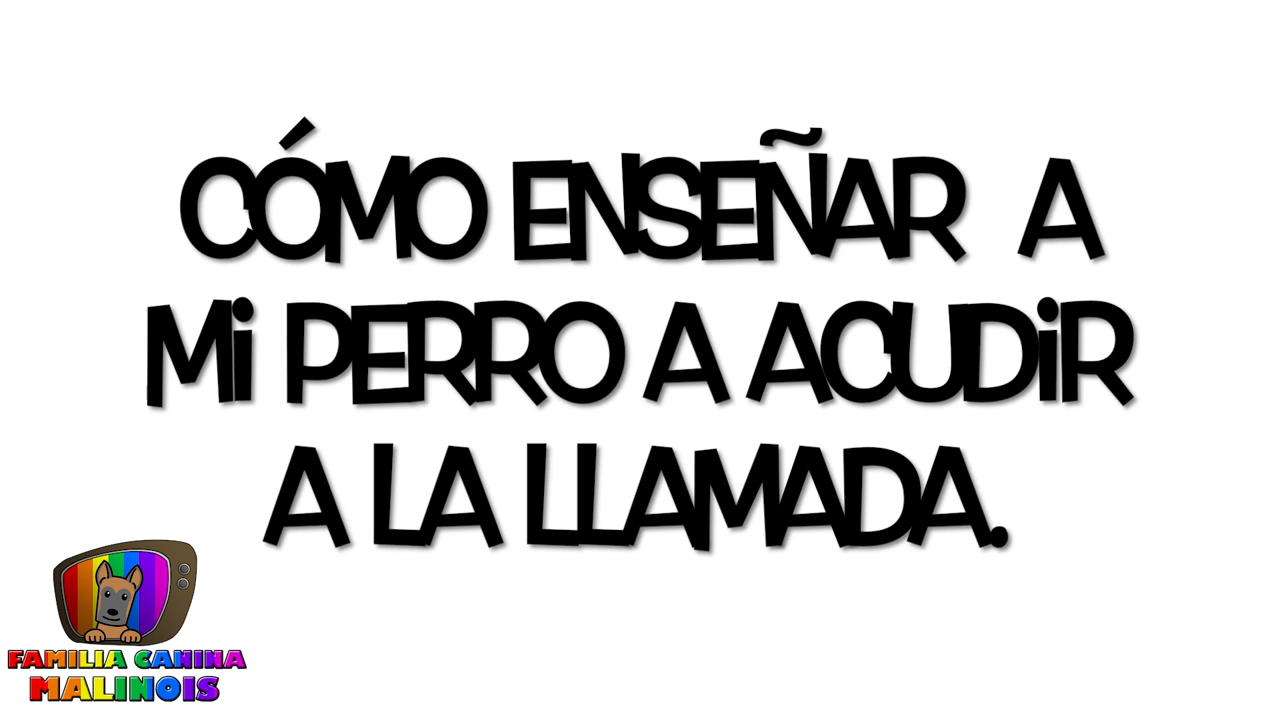 CÓMO ENSEÑAR A
Mi PERRO A ACUDiR
A LA LLAMADA.
FAMILIA CANINA
MALINOIS